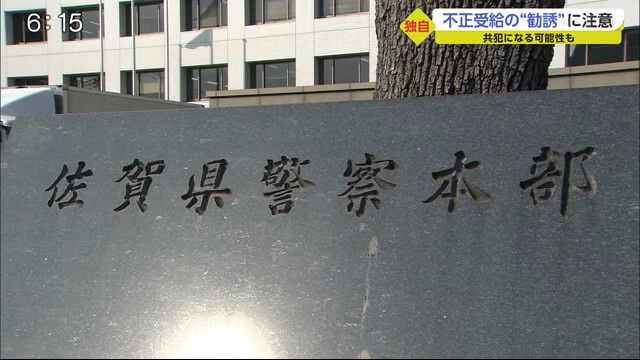 6:15
独自
不正受給の“勧誘”に注意
共犯になる可能性も
佐賀県警察本部